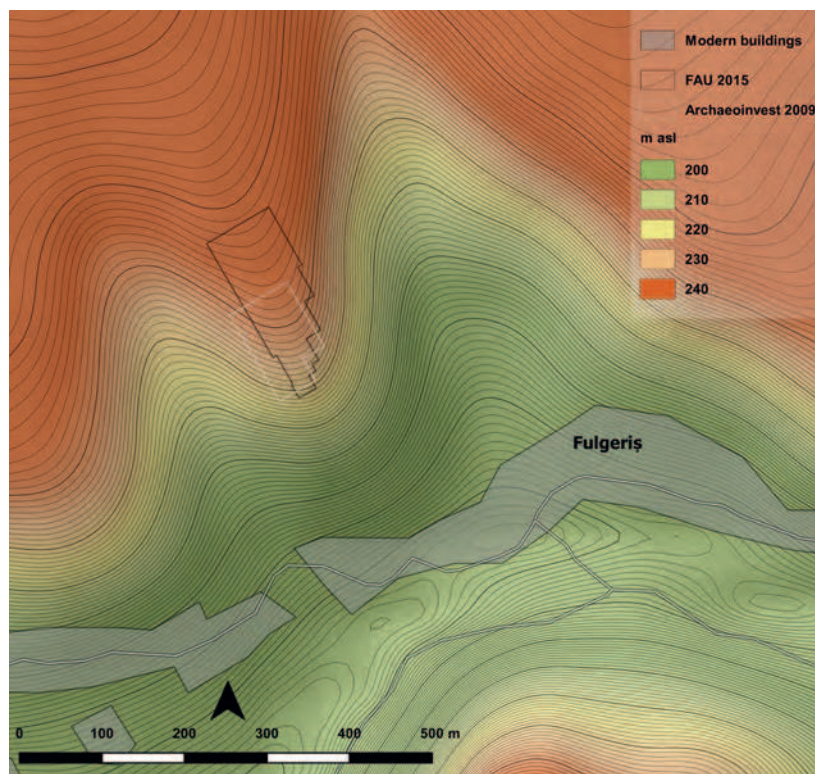 Modern buildings
FAU 2015
Archaeoinvest 2009
m asl
200
210
220
230
240
Fulgeriș
0 100 200 300 400 500 m